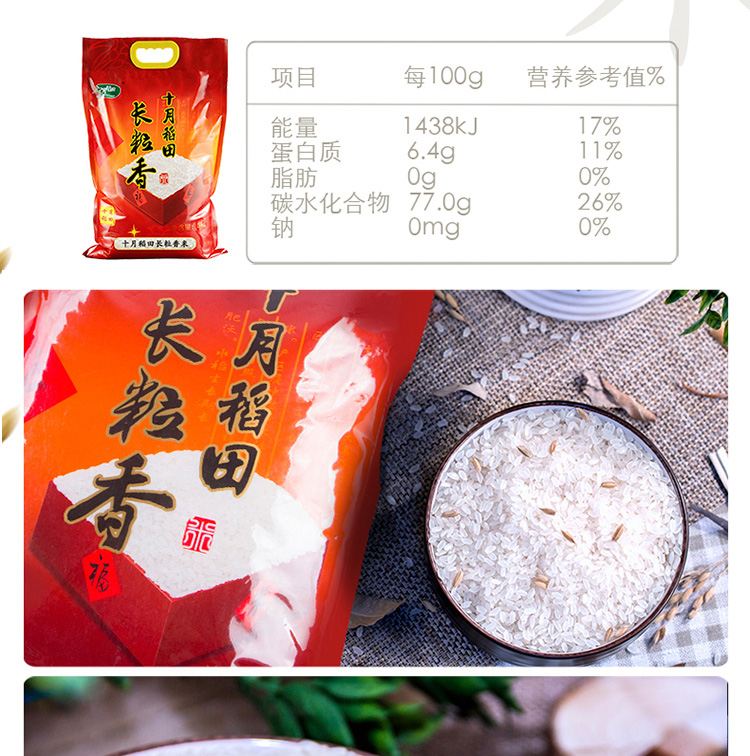 十月稻田
长粒香
福
十月稻田长粒香米
项目 每100g 营养参考值%
能量 1438kJ 17%
蛋白质 6.4g 11%
脂肪 0g 0%
碳水化合物 77.0g 26%
钠 0mg 0%
十月稻田
长粒香
福